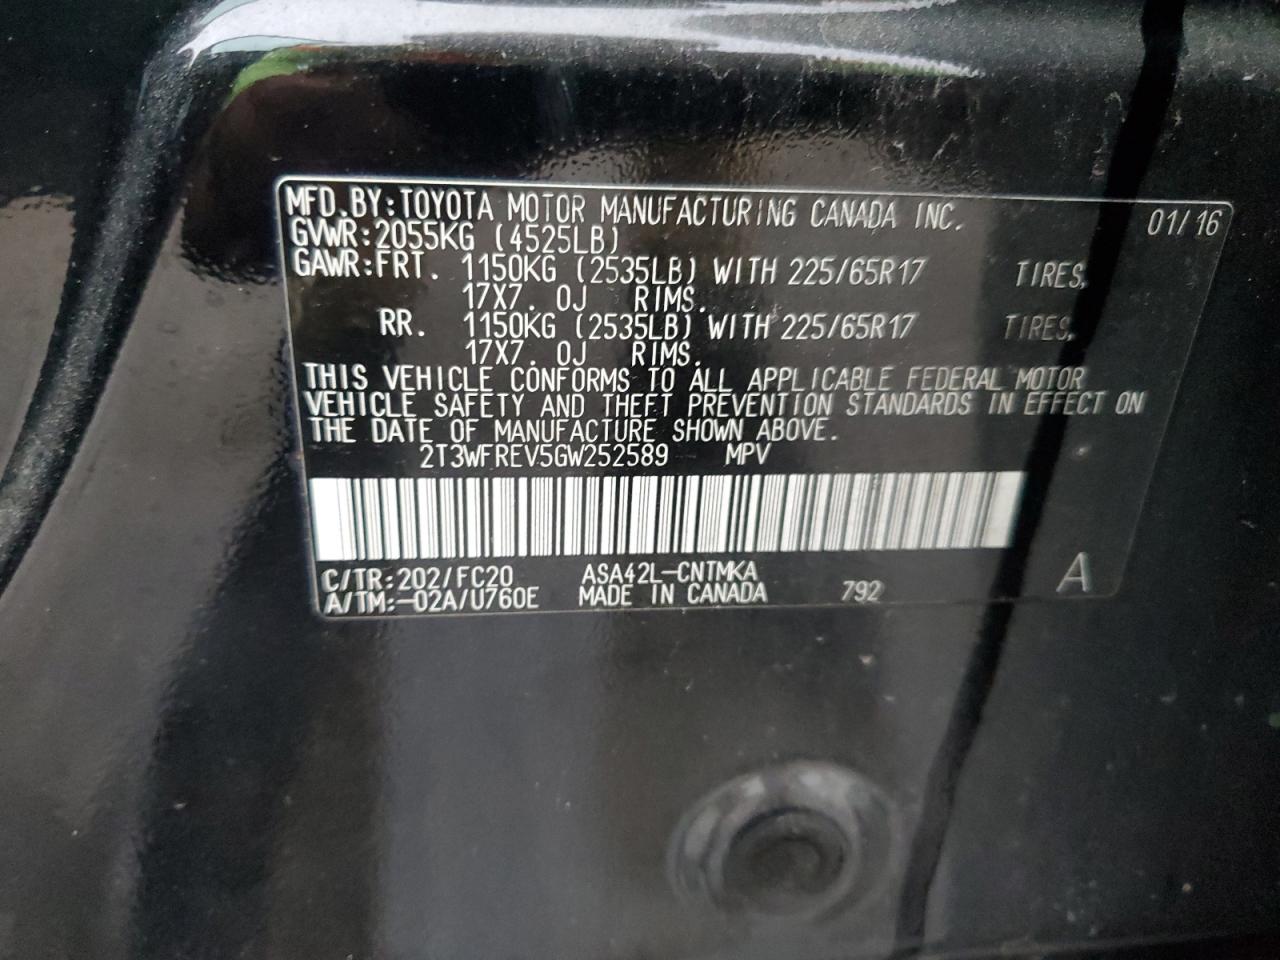 MFD.BY:TOYOTA MOTOR MANUFACTURING CANADA INC. 01/16
GVWR:2055KG (4525LB)
GAWR:FRT. 1150KG (2535LB) WITH 225/65R17 TIRES,
17X7. 0J RIMS.
RR. 1150KG (2535LB) WITH 225/65R17 TIRES,
17X7. 0J RIMS.
THIS VEHICLE CONFORMS TO ALL APPLICABLE FEDERAL MOTOR
VEHICLE SAFETY AND THEFT PREVENTION STANDARDS IN EFFECT ON
THE DATE OF MANUFACTURE SHOWN ABOVE.
2T3WFREV5GW252589 MPV
C/TR:202/FC20 ASA42L-CNTMKA A
A/TM:-02A/U760E MADE IN CANADA 792